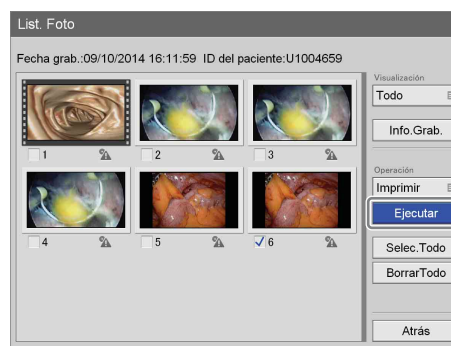 List. Foto
Fecha grab.:09/10/2014 16:11:59 ID del paciente:U1004659
Visualización
Todo
Info.Grab.
1
2
3
Operación
Imprimir
Ejecutar
4
5
6
Selec.Todo
BorrarTodo
Atrás